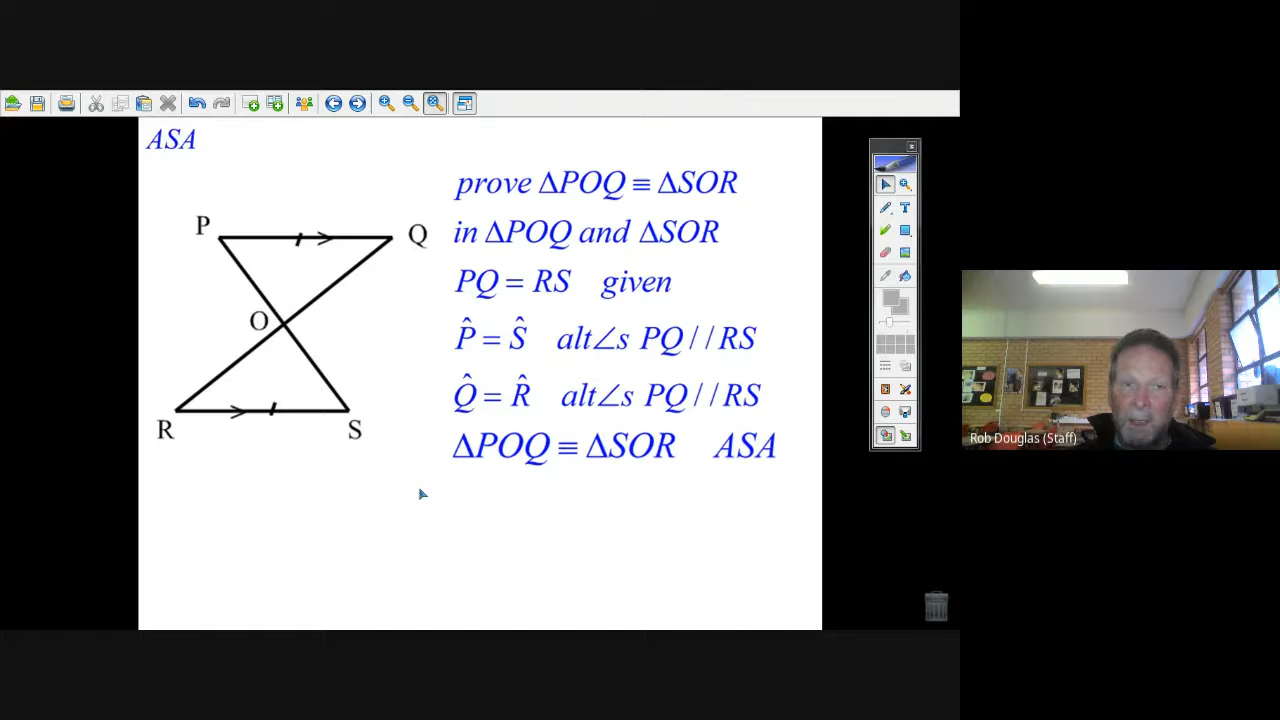 ASA
P
Q
O
R
S
prove ΔPOQ ≡ ΔSOR
in ΔPOQ and ΔSOR
PQ = RS given
P̂ = Ŝ alt∠s PQ//RS
Q̂ = R̂ alt∠s PQ//RS
ΔPOQ ≡ ΔSOR ASA
Rob Douglas (Staff)